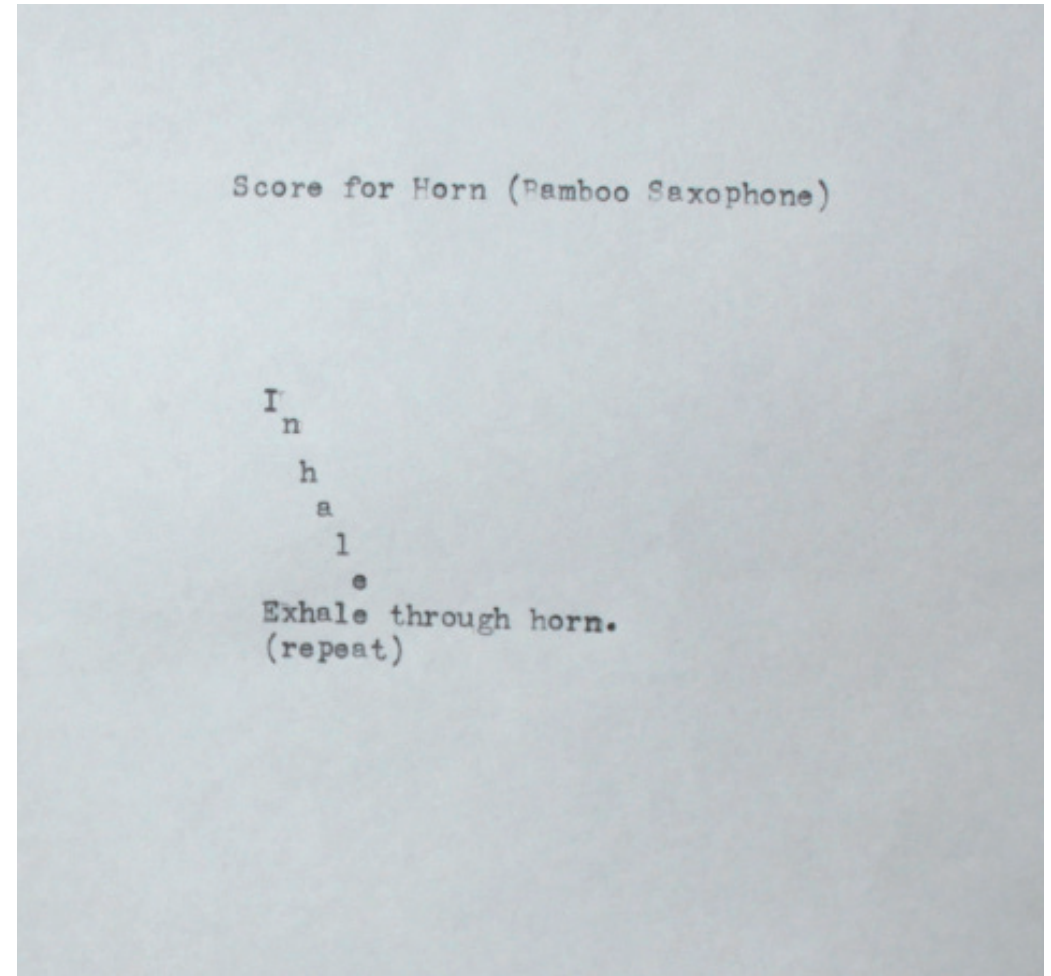 Score for Horn (Bamboo Saxophone)
I
n
h
a
l
e
Exhale through horn.
(repeat)